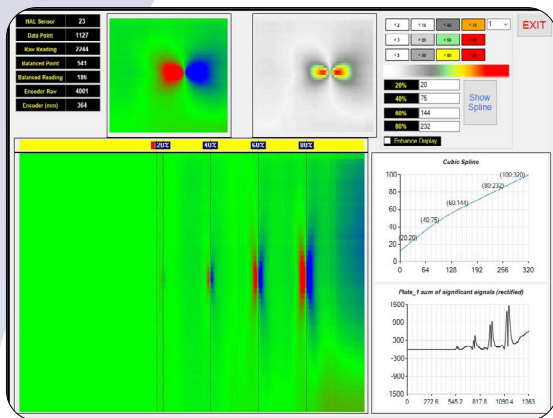 HAL Sensor 23
Data Point 1127
Raw Reading 2244
Balanced Point 541
Balanced Reading 186
Encoder Raw 4001
Encoder (mm) 364
1
EXIT
20% 20
40% 75
60% 144
80% 232
Show
Spline
Enhance Display
20% 40% 60% 80%
Cubic Spline
100
80
60
40
20
0
(20:20)
(40:75)
(60:144)
(80:232)
(100:320)
0 64 128 192 256 320
Plate_1 sum of significant signals (rectified)
1500
900
300
-300
-900
-1500
0 272.6 545.2 817.8 1090.4 1363